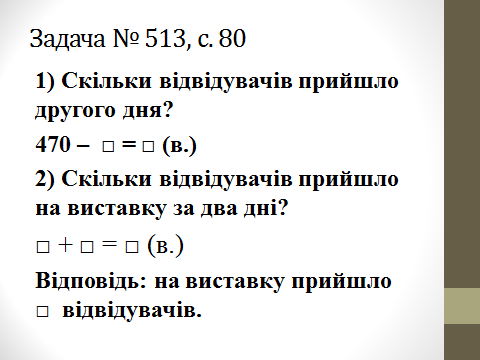 Задача № 513, с. 80
1) Скільки відвідувачів прийшло
другого дня?
470 – □ = □ (в.)
2) Скільки відвідувачів прийшло
на виставку за два дні?
□ + □ = □ (в.)
Відповідь: на виставку прийшло
□ відвідувачів.